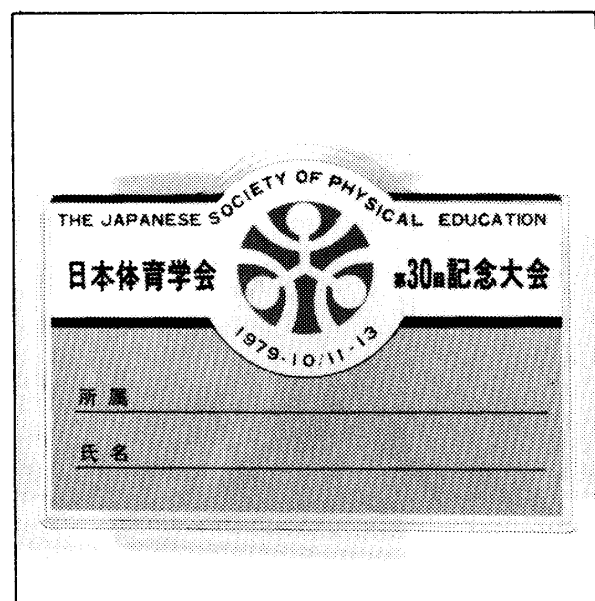 THE JAPANESE SOCIETY OF PHYSICAL EDUCATION
日本体育学会 第30回記念大会
1979-10/11-13
所属
氏名